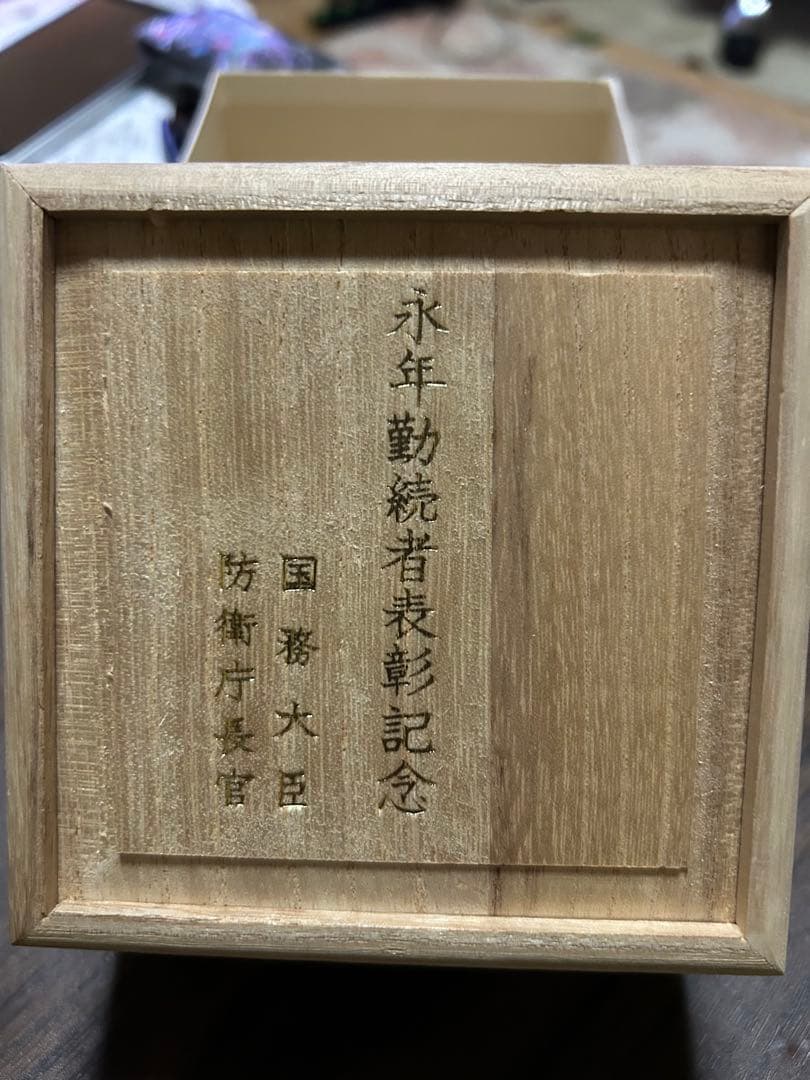 永年勤続者表彰記念
国務大臣
防衛庁長官